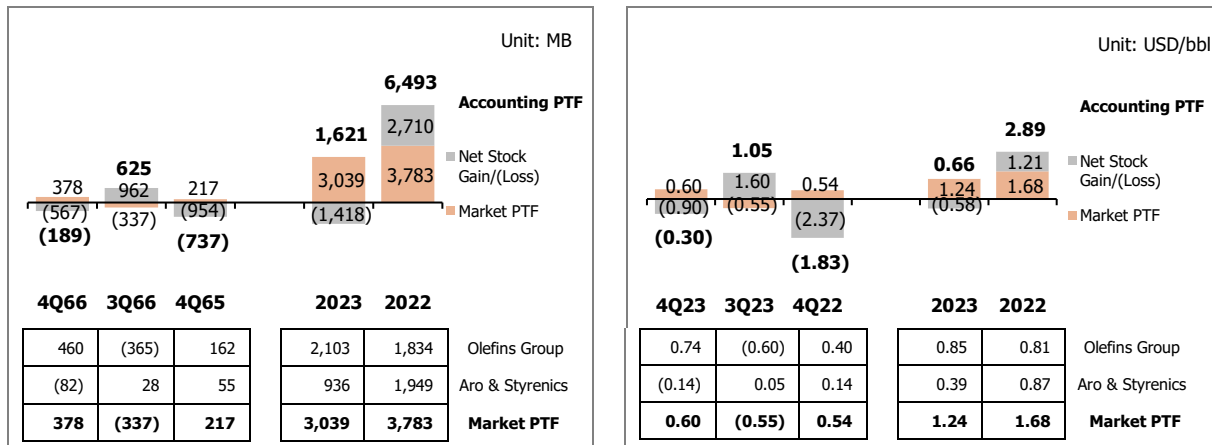 Unit: MB
6,493
Accounting PTF
1,621
2,710
625
Net Stock
Gain/(Loss)
378 962 217
3,039 3,783
(567) (337) (954) (1,418)
Market PTF
(189) (737)
4Q66 3Q66 4Q65 2023 2022
460 (365) 162 2,103 1,834 Olefins Group
(82) 28 55 936 1,949 Aro & Styrenics
378 (337) 217 3,039 3,783 Market PTF
Unit: USD/bbl
Accounting PTF
2.89
1.05
0.66 1.21
Net Stock
Gain/(Loss)
0.60 1.60 0.54 1.24 1.68
(0.90) (0.55) (0.58)
Market PTF
(2.37)
(0.30)
(1.83)
4Q23 3Q23 4Q22 2023 2022
0.74 (0.60) 0.40 0.85 0.81 Olefins Group
(0.14) 0.05 0.14 0.39 0.87 Aro & Styrenics
0.60 (0.55) 0.54 1.24 1.68 Market PTF